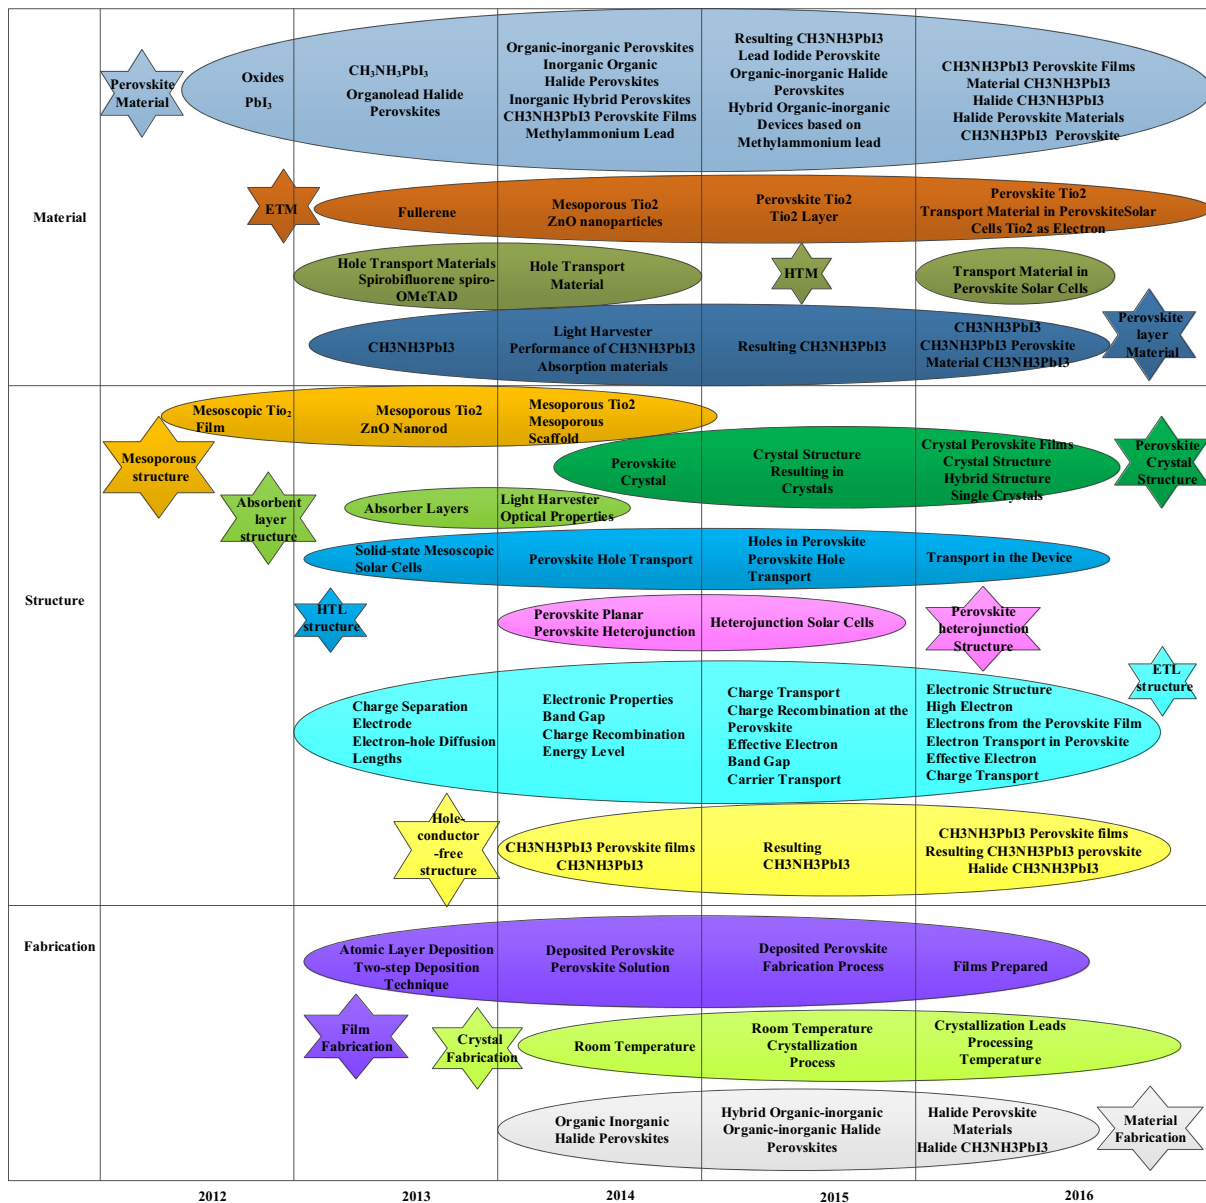 Material
Perovskite
Material
Oxides
PbI₃
CH₃NH₃PbI₃
Organolead Halide
Perovskites
Organic-inorganic Perovskites
Inorganic Organic
Halide Perovskites
Inorganic Hybrid Perovskites
CH3NH3PbI3 Perovskite Films
Methylammonium Lead
Resulting CH3NH3PbI3
Lead Iodide Perovskite
Organic-inorganic Halide
Perovskites
Hybrid Organic-inorganic
Devices based on
Methylammonium lead
CH3NH3PbI3 Perovskite Films
Material CH3NH3PbI3
Halide CH3NH3PbI3
Halide Perovskite Materials
CH3NH3PbI3 Perovskite
ETM
Fullerene
Mesoporous Tio2
ZnO nanoparticles
Perovskite Tio2
Tio2 Layer
Perovskite Tio2
Transport Material in PerovskiteSolar
Cells Tio2 as Electron
Hole Transport Materials
Spirobifluorene spiro-
OMeTAD
Hole Transport
Material
HTM
Transport Material in
Perovskite Solar Cells
CH3NH3PbI3
Light Harvester
Performance of CH3NH3PbI3
Absorption materials
Resulting CH3NH3PbI3
CH3NH3PbI3
CH3NH3PbI3 Perovskite
Material CH3NH3PbI3
Perovskite
layer
Material
Structure
Mesoscopic Tio₂
Film
Mesoporous Tio2
ZnO Nanorod
Mesoporous Tio2
Mesoporous
Scaffold
Mesoporous
structure
Perovskite
Crystal
Crystal Structure
Resulting in
Crystals
Crystal Perovskite Films
Crystal Structure
Hybrid Structure
Single Crystals
Perovskite
Crystal
Structure
Absorbent
layer
structure
Absorber Layers
Light Harvester
Optical Properties
Solid-state Mesoscopic
Solar Cells
Perovskite Hole Transport
Holes in Perovskite
Perovskite Hole
Transport
Transport in the Device
HTL
structure
Perovskite Planar
Perovskite Heterojunction
Heterojunction Solar Cells
Perovskite
heterojunction
Structure
ETL
structure
Charge Separation
Electrode
Electron-hole Diffusion
Lengths
Electronic Properties
Band Gap
Charge Recombination
Energy Level
Charge Transport
Charge Recombination at the
Perovskite
Effective Electron
Band Gap
Carrier Transport
Electronic Structure
High Electron
Electrons from the Perovskite Film
Electron Transport in Perovskite
Effective Electron
Charge Transport
Hole-
conductor
-free
structure
CH3NH3PbI3 Perovskite films
CH3NH3PbI3
Resulting
CH3NH3PbI3
CH3NH3PbI3 Perovskite films
Resulting CH3NH3PbI3 perovskite
Halide CH3NH3PbI3
Fabrication
Atomic Layer Deposition
Two-step Deposition
Technique
Deposited Perovskite
Perovskite Solution
Deposited Perovskite
Fabrication Process
Films Prepared
Film
Fabrication
Crystal
Fabrication
Room Temperature
Room Temperature
Crystallization
Process
Crystallization Leads
Processing
Temperature
Organic Inorganic
Halide Perovskites
Hybrid Organic-inorganic
Organic-inorganic Halide
Perovskites
Halide Perovskite
Materials
Halide CH3NH3PbI3
Material
Fabrication
2012
2013
2014
2015
2016